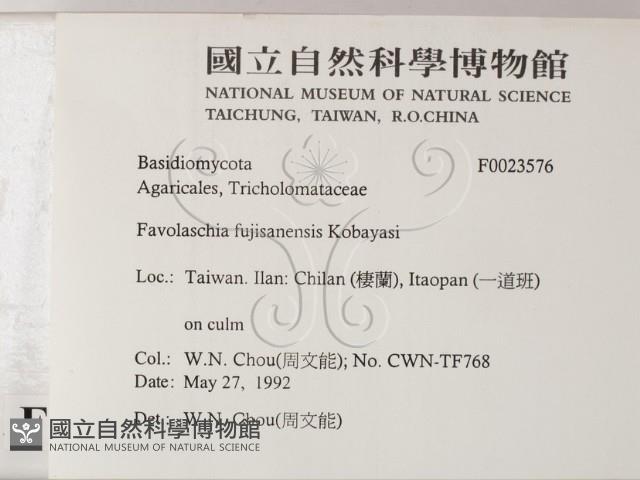 國立自然科學博物館
NATIONAL MUSEUM OF NATURAL SCIENCE
TAICHUNG, TAIWAN, R.O.CHINA
Basidiomycota F0023576
Agaricales, Tricholomataceae
Favolaschia fujisanensis Kobayasi
Loc.: Taiwan. Ilan: Chilan (棲蘭), Itaopan (一道班)
on culm
Col.: W.N. Chou(周文能); No. CWN-TF768
Date: May 27, 1992
Det.: W.N. Chou(周文能)
國立自然科學博物館
NATIONAL MUSEUM OF NATURAL SCIENCE